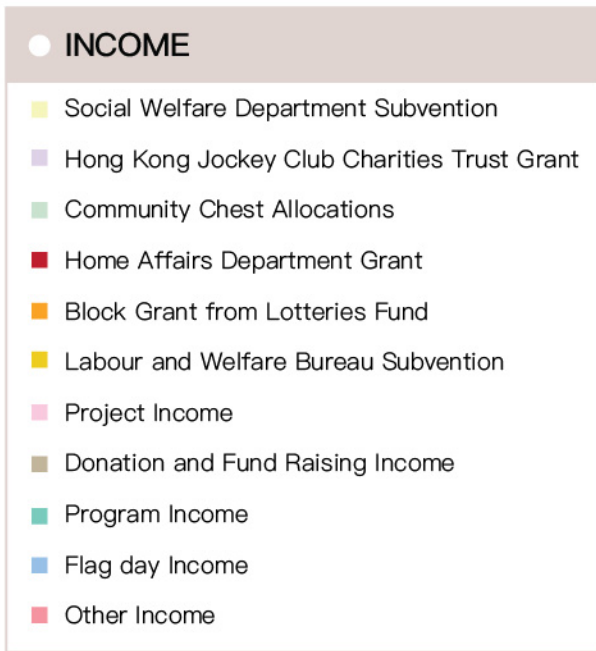 INCOME
Social Welfare Department Subvention
Hong Kong Jockey Club Charities Trust Grant
Community Chest Allocations
Home Affairs Department Grant
Block Grant from Lotteries Fund
Labour and Welfare Bureau Subvention
Project Income
Donation and Fund Raising Income
Program Income
Flag day Income
Other Income